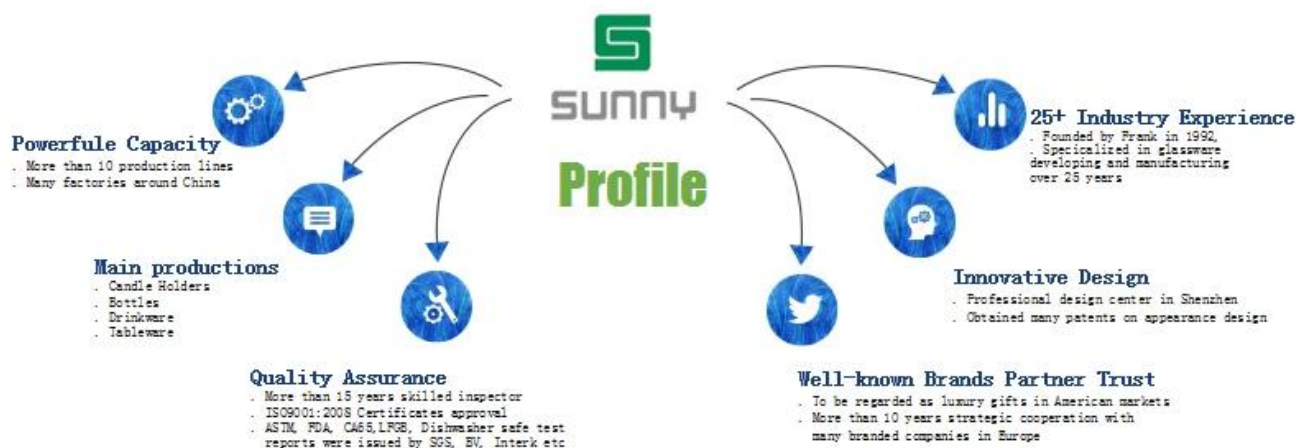 SUNNY
Profile
Powerfule Capacity
. More than 10 production lines
. Many factories around China
Main productions
. Candle Holders
. Bottles
. Drinkware
. Tableware
Quality Assurance
. More than 15 years skilled inspector
. ISO9001:2008 Certificates approval
. ASTM, FDA, CA65,LFGB, Dishwasher safe test
reports were issued by SGS, BV, Interk etc
25+ Industry Experience
. Founded by Frank in 1992,
. Specicalized in glassware
developing and manufacturing
over 25 years
Innovative Design
. Professional design center in Shenzhen
. Obtained many patents on appearance design
Well-known Brands Partner Trust
. To be regarded as luxury gifts in American markets
. More than 10 years strategic cooperation with
many branded companies in Europe